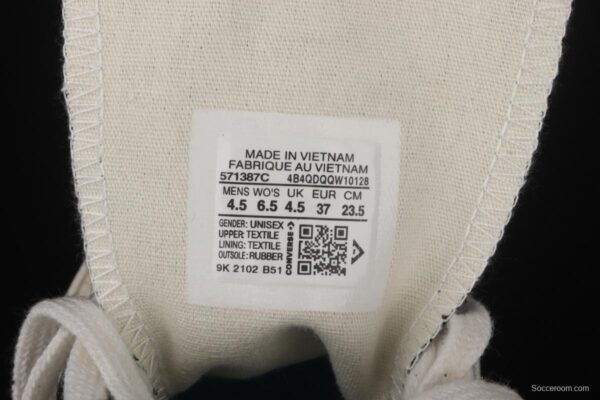 MADE IN VIETNAM
FABRIQUE AU VIETNAM
571387C 4B4QDQQW10128
MENS WO'S UK EUR CM
4.5 6.5 4.5 37 23.5
GENDER: UNISEX
UPPER: TEXTILE
LINING: TEXTILE
OUTSOLE: RUBBER
CONVERSE
9K 2102 B51
Socceroom.com